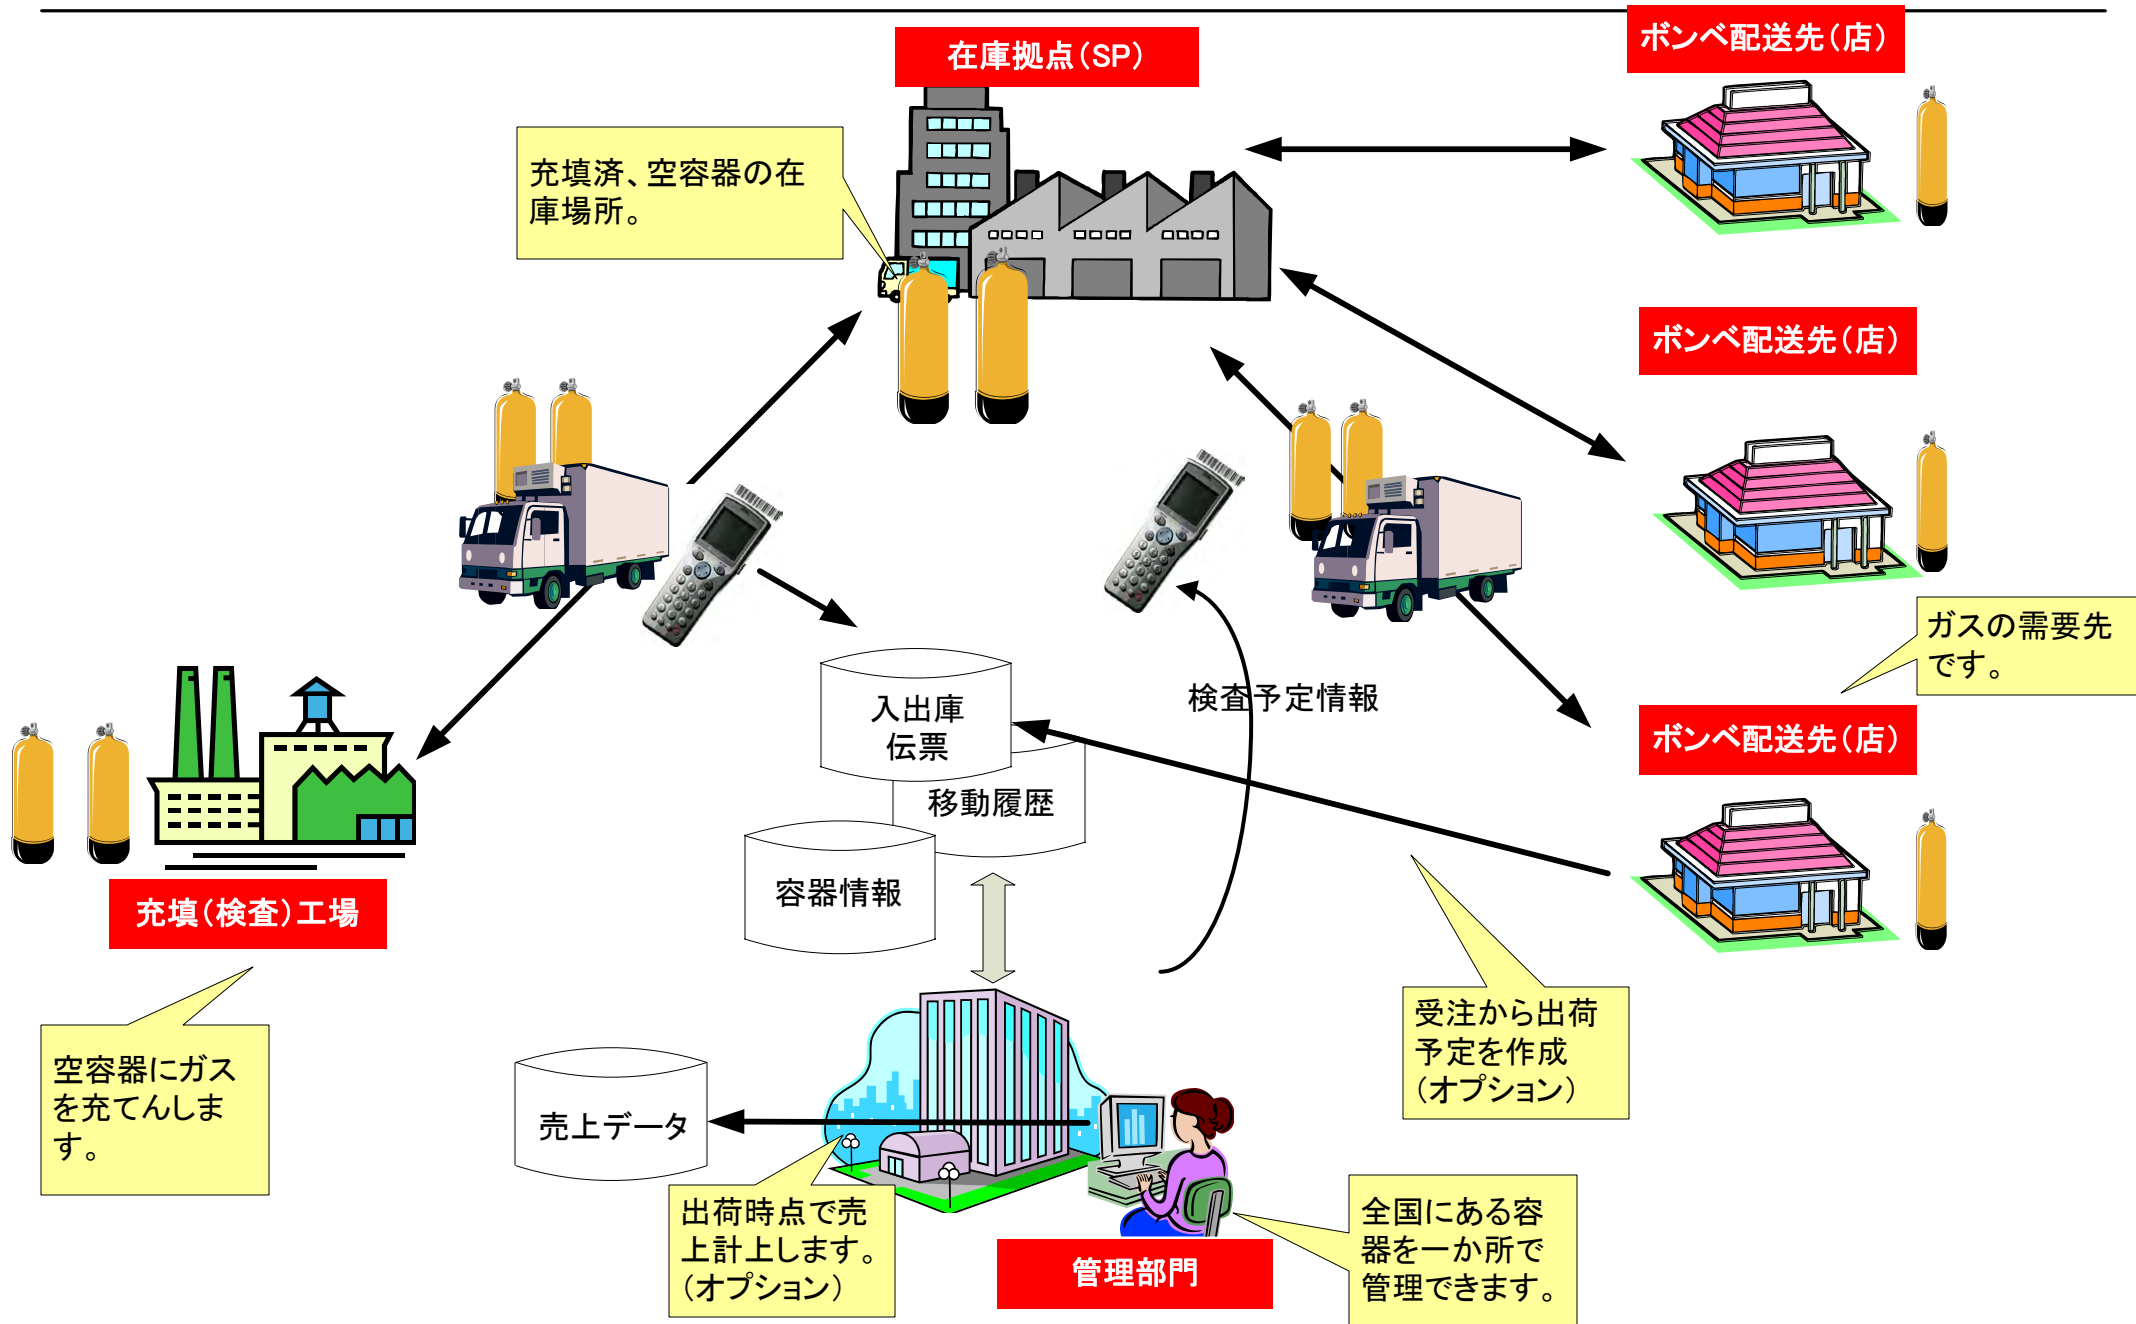 在庫拠点(SP)
ボンベ配送先(店)
充填済、空容器の在
庫場所。
ボンベ配送先(店)
ガスの需要先
です。
検査予定情報
入出庫
伝票
ボンベ配送先(店)
移動履歴
容器情報
充填(検査)工場
空容器にガス
を充てんしま
す。
受注から出荷
予定を作成
(オプション)
売上データ
出荷時点で売
上計上します。
(オプション)
管理部門
全国にある容
器を一か所で
管理できます。